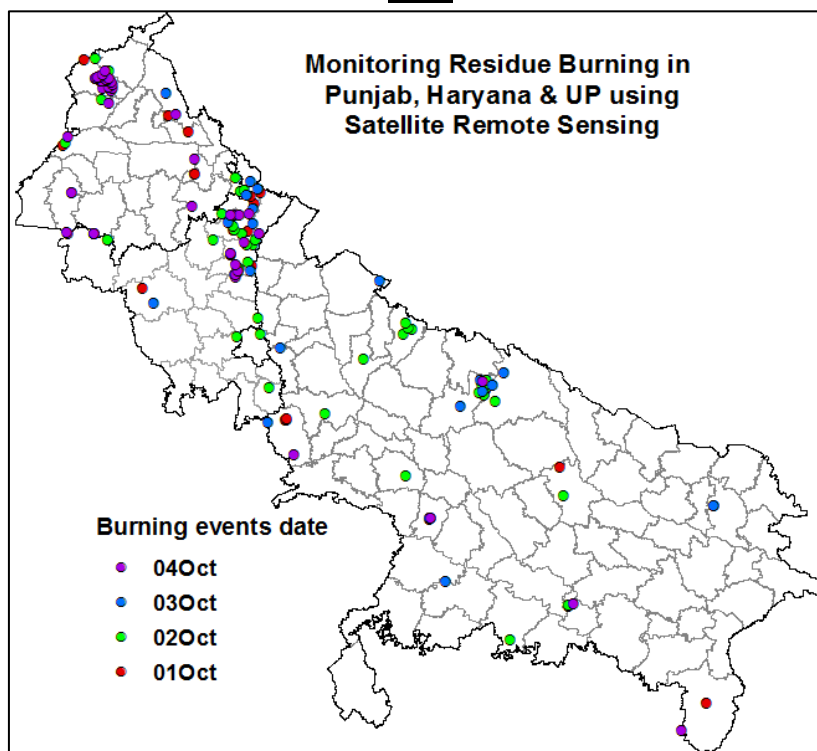 Monitoring Residue Burning in
Punjab, Haryana & UP using
Satellite Remote Sensing
Burning events date
04Oct
03Oct
02Oct
01Oct